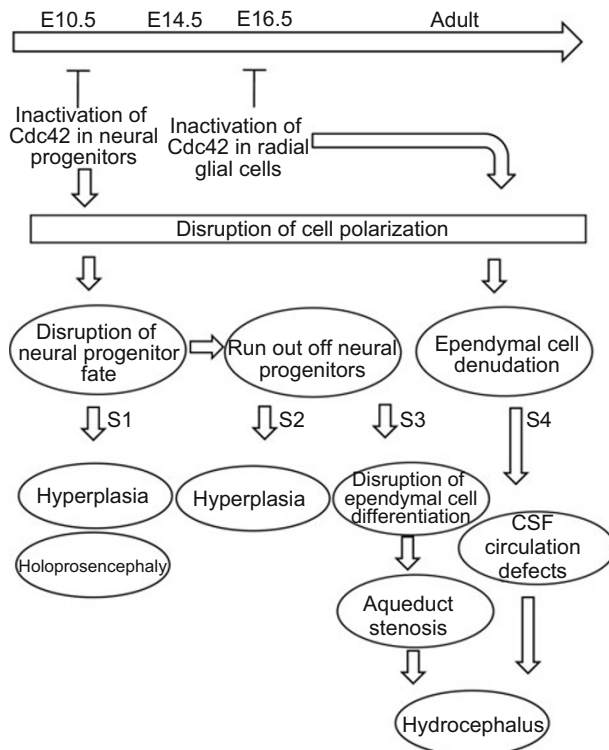 E10.5 E14.5 E16.5 Adult
Inactivation of
Cdc42 in neural
progenitors
Inactivation of
Cdc42 in radial
glial cells
Disruption of cell polarization
Disruption of
neural progenitor
fate
Run out off neural
progenitors
Ependymal cell
denudation
S1
S2
S3
S4
Hyperplasia
Holoprosencephaly
Hyperplasia
Disruption of
ependymal cell
differentiation
CSF
circulation
defects
Aqueduct
stenosis
Hydrocephalus